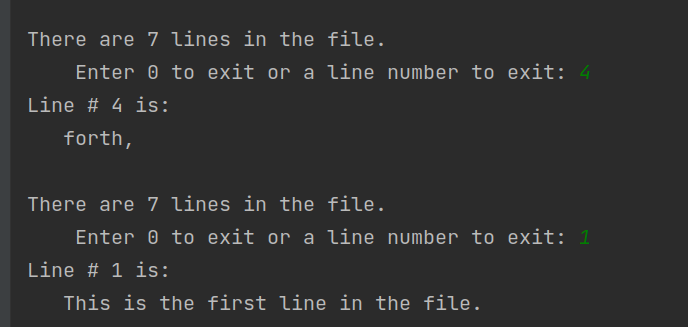 There are 7 lines in the file.
Enter 0 to exit or a line number to exit: 4
Line # 4 is:
forth,
There are 7 lines in the file.
Enter 0 to exit or a line number to exit: 1
Line # 1 is:
This is the first line in the file.